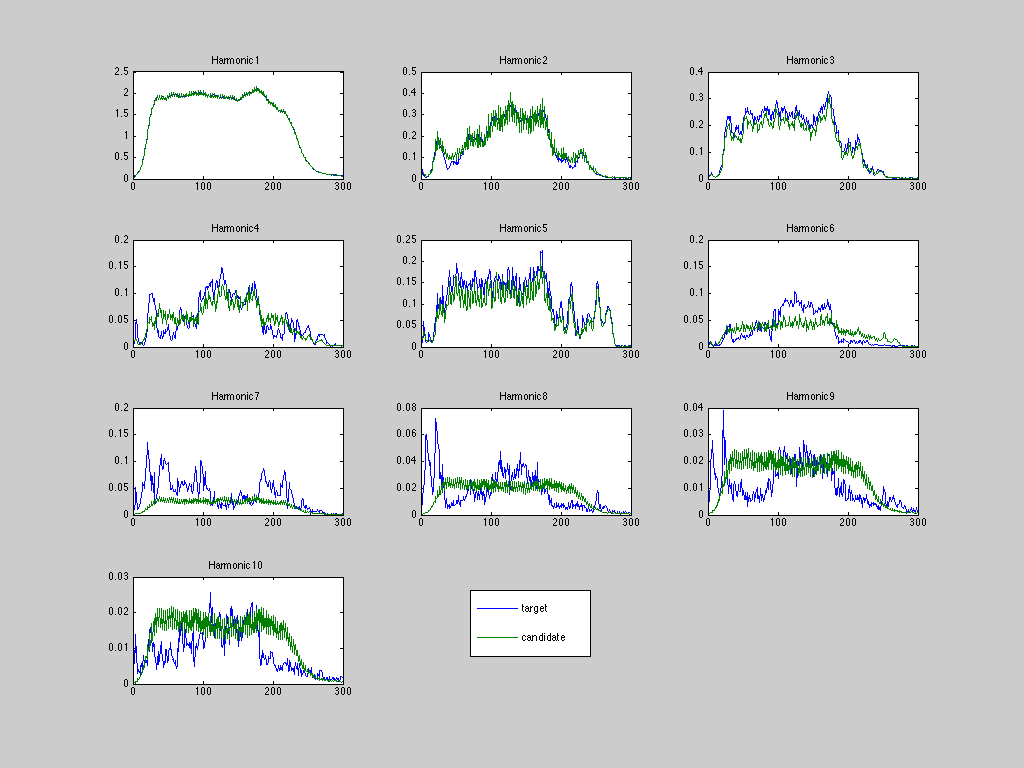 Harmonic1 Harmonic2 Harmonic3
2.5 0.5 0.4
2 0.4 0.3
1.5 0.3 0.2
1 0.2 0.1
0.5 0.1
0 0 0
0 100 200 300 0 100 200 300 0 100 200 300
Harmonic4 Harmonic5 Harmonic6
0.2 0.25 0.2
0.15 0.2 0.15
0.1 0.15 0.1
0.05 0.1 0.05
0.05
0 0 0
0 100 200 300 0 100 200 300 0 100 200 300
Harmonic7 Harmonic8 Harmonic9
0.2 0.08 0.04
0.15 0.06 0.03
0.1 0.04 0.02
0.05 0.02 0.01
0 0 0
0 100 200 300 0 100 200 300 0 100 200 300
Harmonic10
0.03
0.02
0.01
0
0 100 200 300
target
candidate